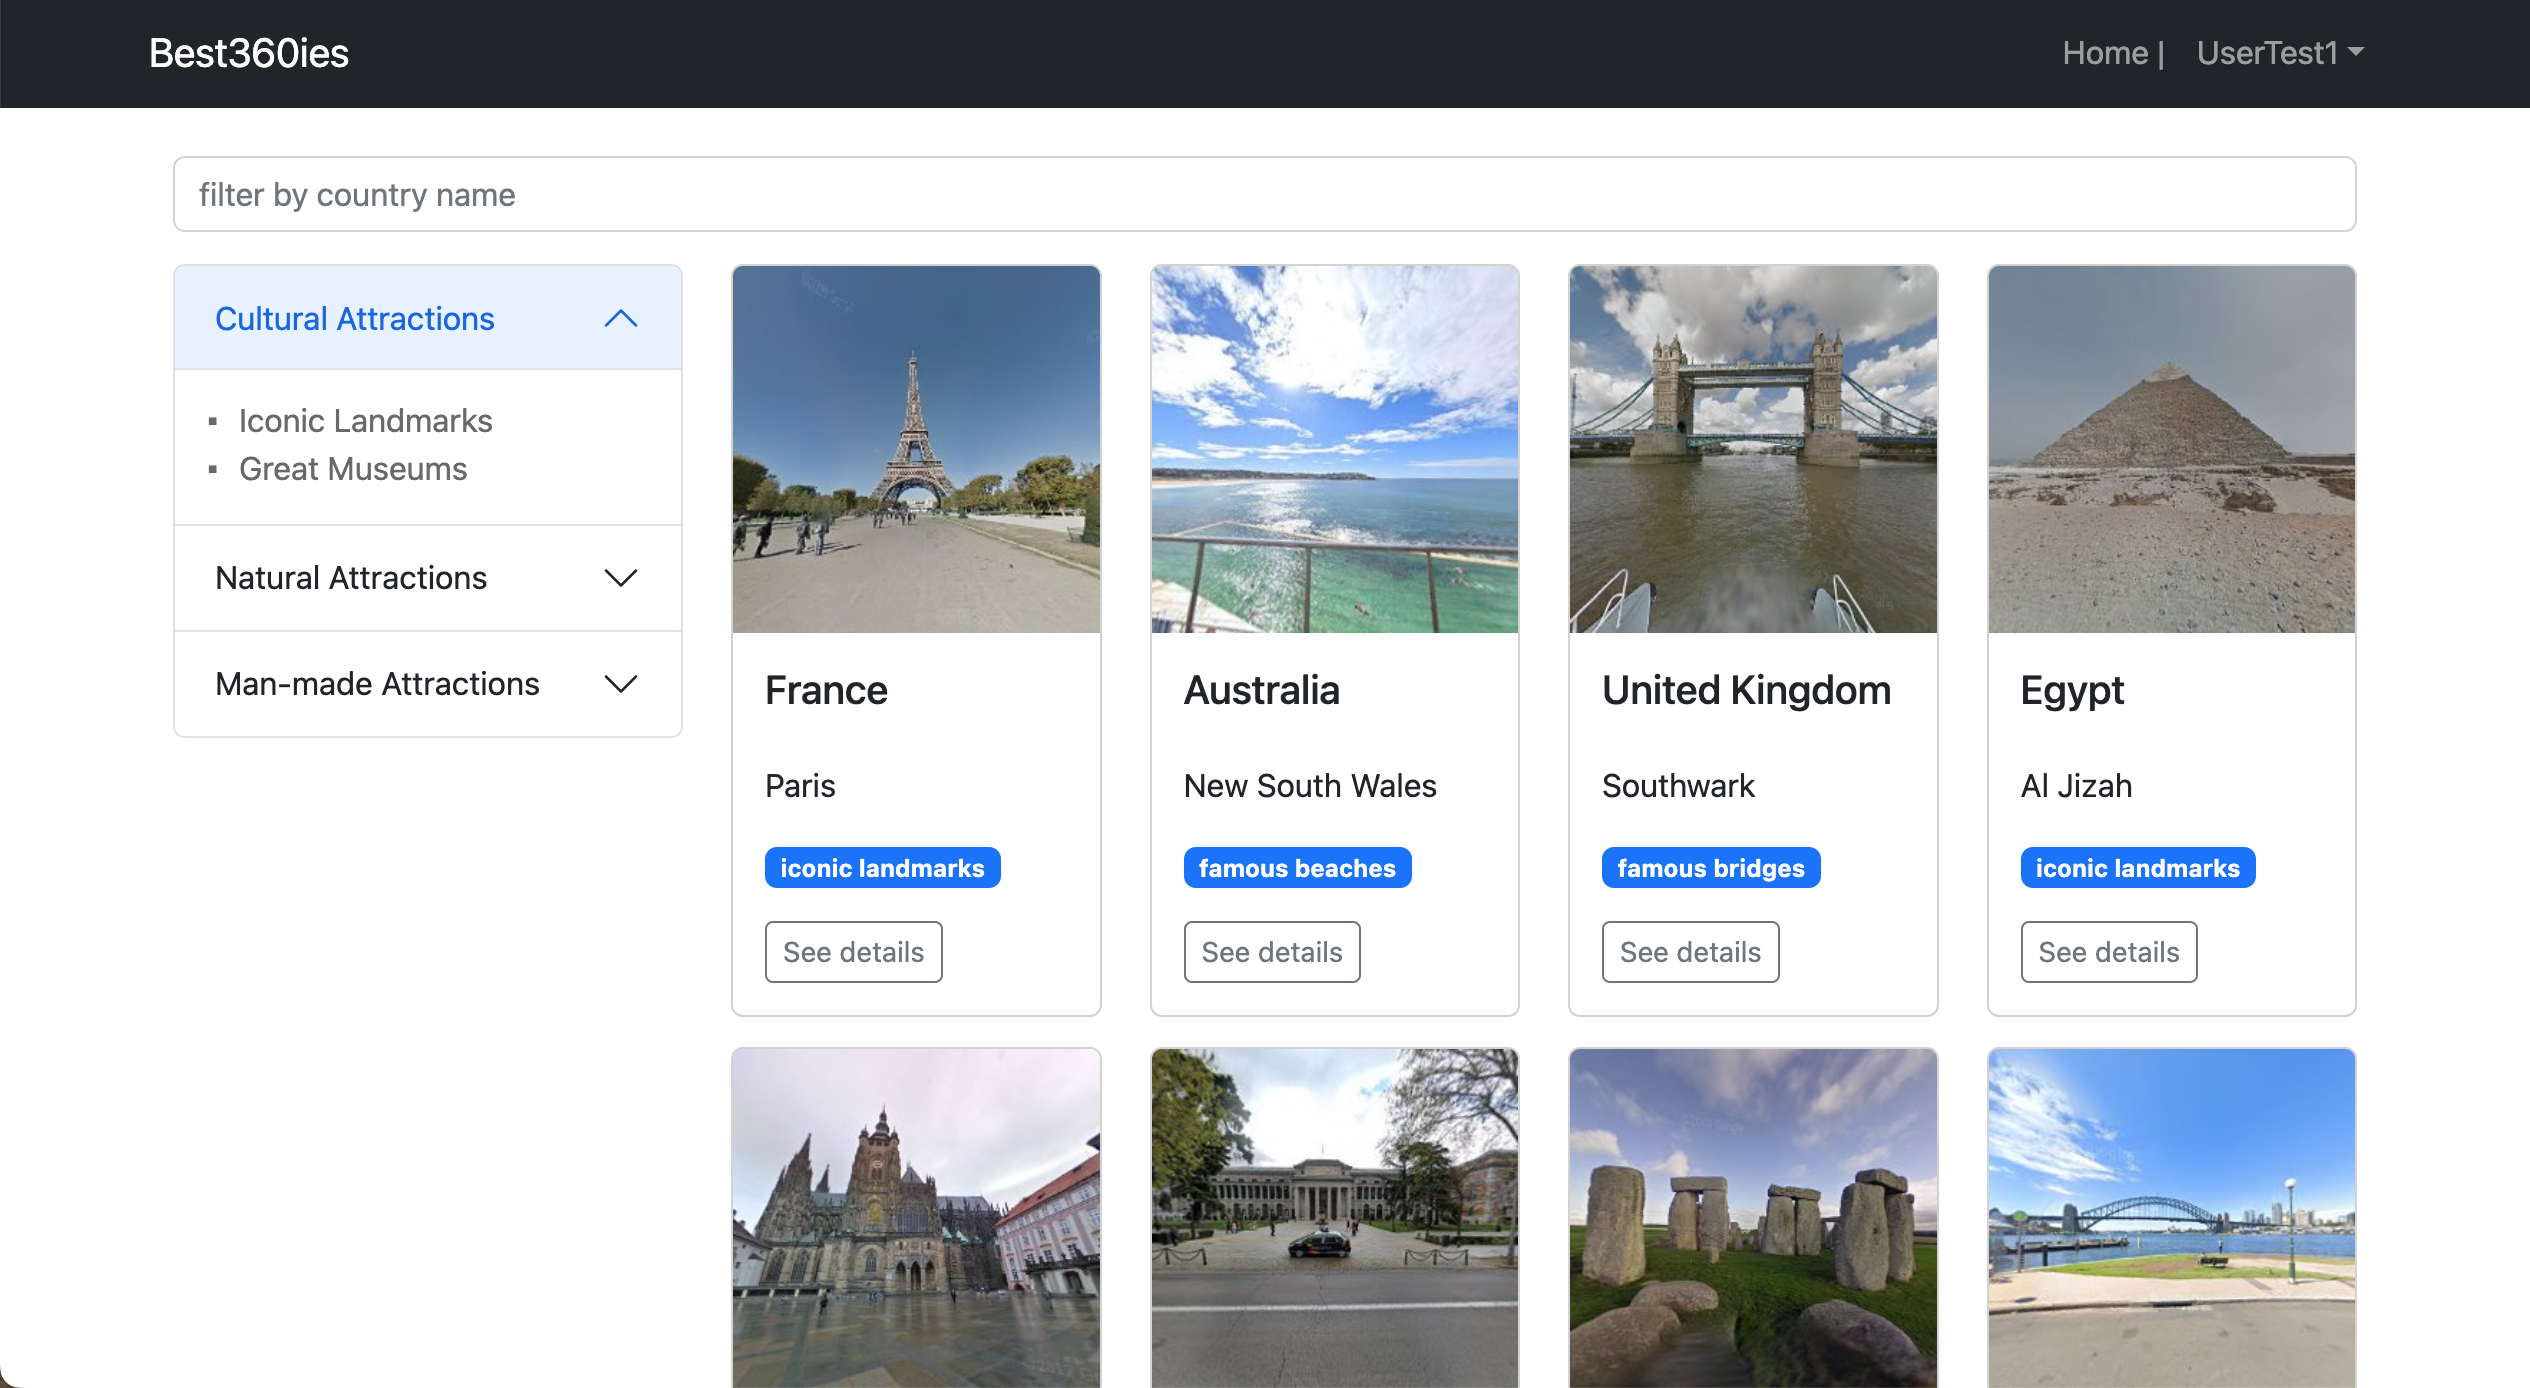 Best360ies
Home |
UserTest1
filter by country name
Cultural Attractions
Iconic Landmarks
Great Museums
Natural Attractions
Man-made Attractions
France
Paris
iconic landmarks
See details
Australia
New South Wales
famous beaches
See details
United Kingdom
Southwark
famous bridges
See details
Egypt
Al Jizah
iconic landmarks
See details